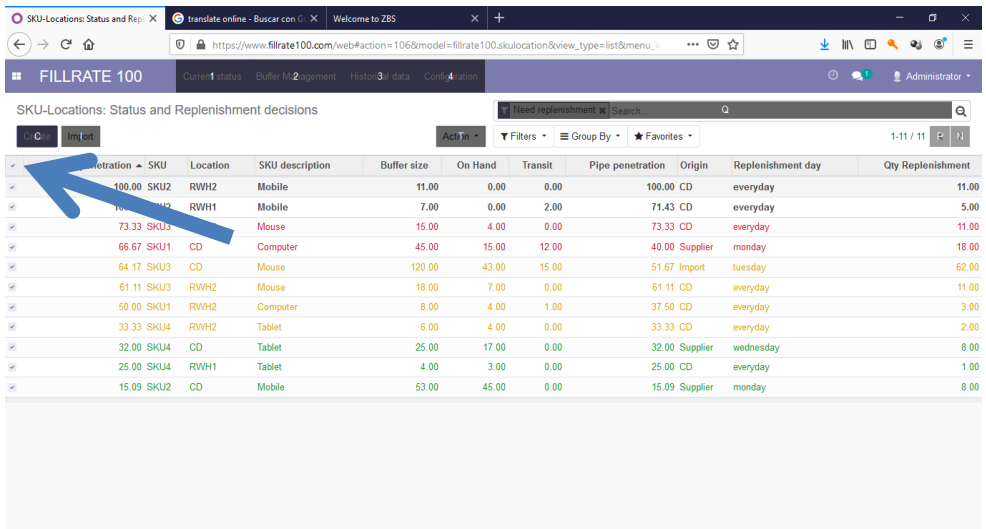 SKU-Locations: Status and Repl × translate online - Buscar con G × Welcome to ZBS × +
https://www.fillrate100.com/web#action=106&model=fillrate100.skulocation&view_type=list&menu_i
FILLRATE 100 Current status Buffer Management Historical data Configuration 1 Administrator
1 2 3 4
SKU-Locations: Status and Replenishment decisions Need replenishment × Search...
Create Import Action Filters Group By Favorites 1-11 / 11 P N
netration SKU Location SKU description Buffer size On Hand Transit Pipe penetration Origin Replenishment day Qty Replenishment
100.00 SKU2 RWH2 Mobile 11.00 0.00 0.00 100.00 CD everyday 11.00
RWH1 Mobile 7.00 0.00 2.00 71.43 CD everyday 5.00
73.33 SKU3 Mouse 15.00 4.00 0.00 73.33 CD everyday 11.00
66.67 SKU1 CD Computer 45.00 15.00 12.00 40.00 Supplier monday 18.00
64.17 SKU3 CD Mouse 120.00 43.00 15.00 51.67 Import tuesday 62.00
61.11 SKU3 RWH2 Mouse 18.00 7.00 0.00 61.11 CD everyday 11.00
50.00 SKU1 RWH2 Computer 8.00 4.00 1.00 37.50 CD everyday 3.00
33.33 SKU4 RWH2 Tablet 6.00 4.00 0.00 33.33 CD everyday 2.00
32.00 SKU4 CD Tablet 25.00 17.00 0.00 32.00 Supplier wednesday 8.00
25.00 SKU4 RWH1 Tablet 4.00 3.00 0.00 25.00 CD everyday 1.00
15.09 SKU2 CD Mobile 53.00 45.00 0.00 15.09 Supplier monday 8.00